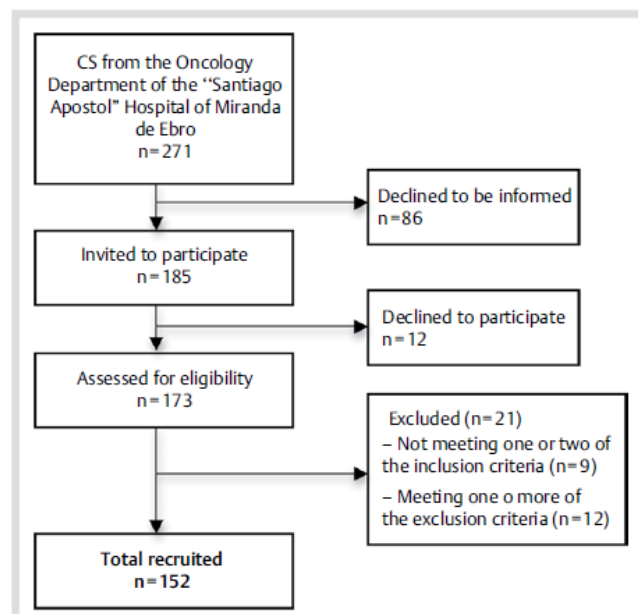 CS from the Oncology
Department of the “Santiago
Apostol” Hospital of Miranda
de Ebro
n=271
Declined to be informed
n=86
Invited to participate
n=185
Declined to participate
n=12
Assessed for eligibility
n=173
Excluded (n=21)
– Not meeting one or two of
the inclusion criteria (n=9)
– Meeting one o more of
the exclusion criteria (n=12)
Total recruited
n=152